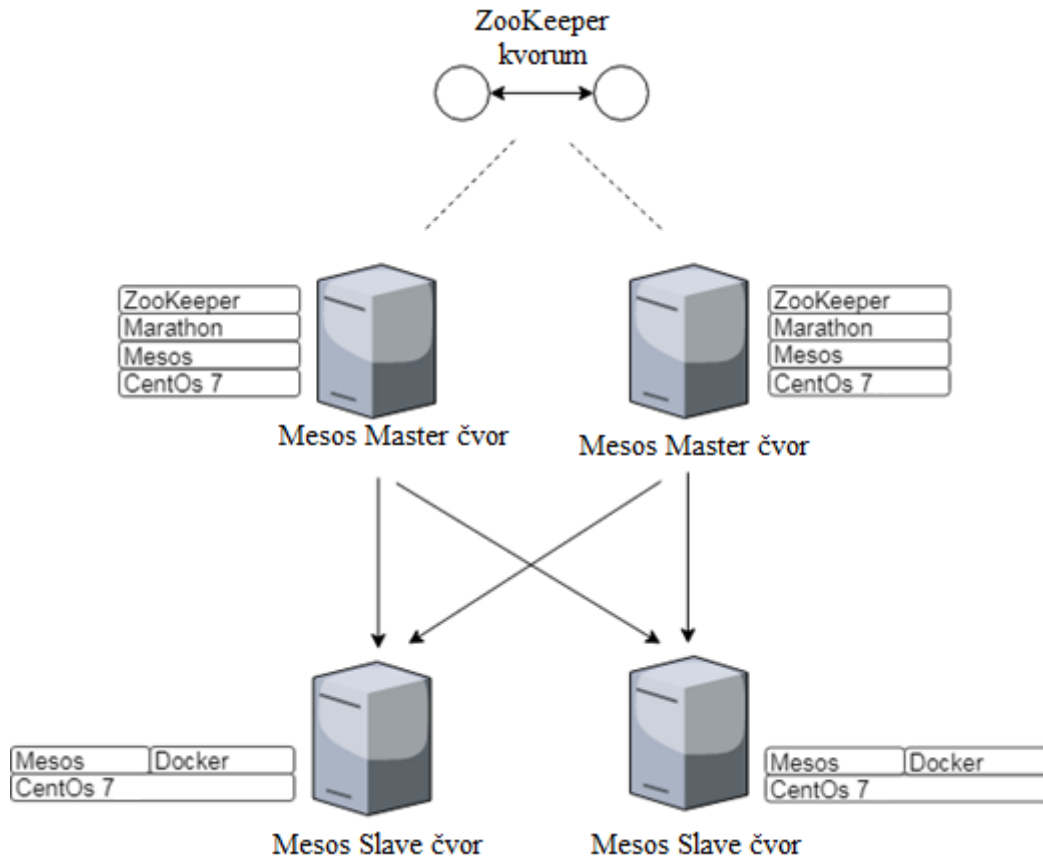 ZooKeeper
kvorum
ZooKeeper
Marathon
Mesos
CentOs 7
Mesos Master čvor
ZooKeeper
Marathon
Mesos
CentOs 7
Mesos Master čvor
Mesos Docker
CentOs 7
Mesos Slave čvor
Mesos Docker
CentOs 7
Mesos Slave čvor